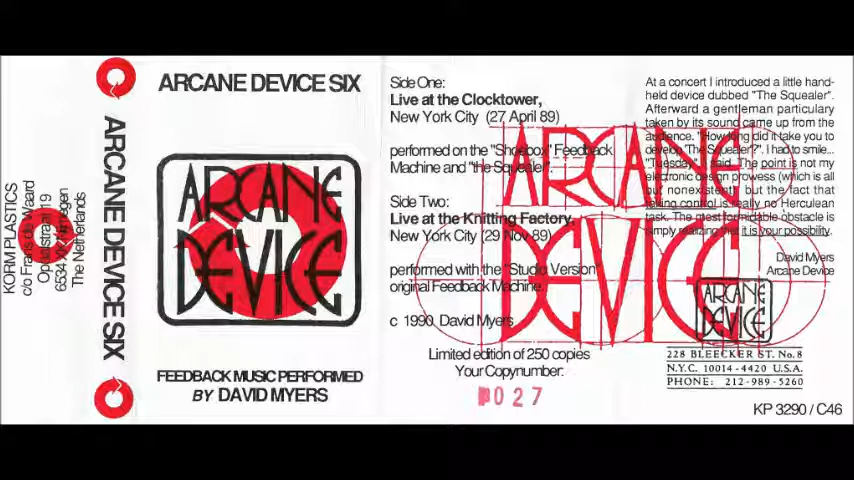 KORM PLASTICS
c/o Frans de Waard
6534 XK Nijmegen
The Netherlands
ARCANE DEVICE SIX
ARCANE DEVICE SIX
ARCANE
DEVICE
FEEDBACK MUSIC PERFORMED
BY DAVID MYERS
Side One:
Live at the Clocktower,
New York City (27 April 89)
performed on the "Shoebox" Feedback
Machine and "the Squealer".
Side Two:
Live at the Knitting Factory,
New York City (29 Nov 89)
performed with the "Studio Version"
original Feedback Machine.
c 1990 David Myers
Limited edition of 250 copies
Your Copynumber:
027
ARCANE
DEVICE
At a concert I introduced a little hand-
held device dubbed "The Squealer".
Afterward a gentleman particulary
taken by its sound came up from the
audience. "How long did it take you to
develop "The Squealer?". I had to smile...
"Tuesday", I said. The point is not my
electronic design prowess (which is all
but nonexistent) but the fact that
taking control is really no Herculean
task. The most formidable obstacle is
simply realizing that it is your possibility.
David Myers
Arcane Device
ARCANE
DEVICE
228 BLEECKER ST. No. 8
N.Y.C. 10014-4420 U.S.A.
PHONE: 212-989-5260
KP 3290 / C46